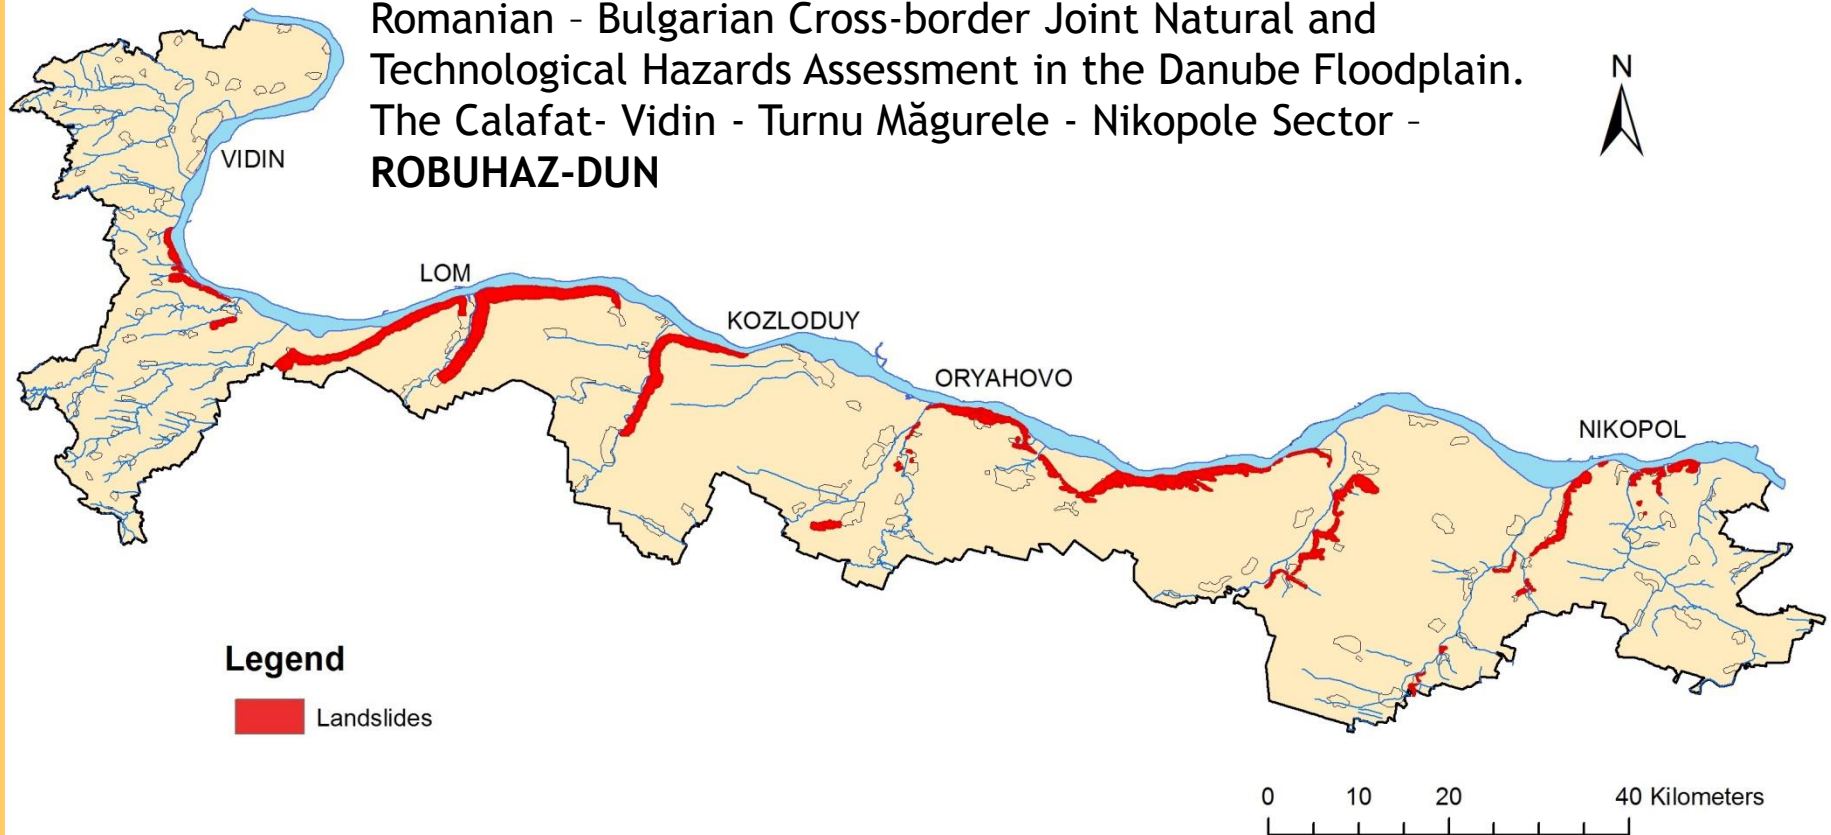 Romanian – Bulgarian Cross-border Joint Natural and
Technological Hazards Assessment in the Danube Floodplain.
The Calafat- Vidin - Turnu Măgurele - Nikopole Sector –
ROBUHAZ-DUN
N
VIDIN
LOM
KOZLODUY
ORYAHOVO
NIKOPOL
Legend
Landslides
0 10 20 40 Kilometers